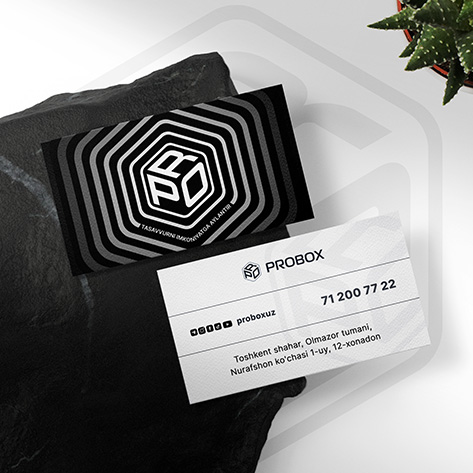 PRO
TASAVVURNI IMKONIYATGA AYLANTIR
PRO PROBOX
71 200 77 22
proboxuz
Toshkent shahar, Olmazor tumani,
Nurafshon ko'chasi 1-uy, 12-xonadon